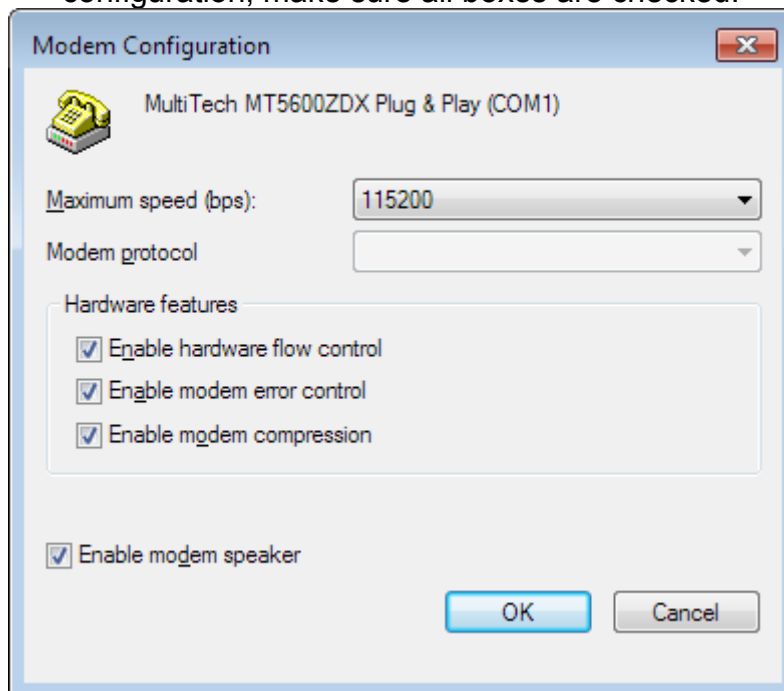 configuration, make sure all boxes are checked.
Modem Configuration
MultiTech MT5600ZDX Plug & Play (COM1)
Maximum speed (bps): 115200
Modem protocol
Hardware features
Enable hardware flow control
Enable modem error control
Enable modem compression
Enable modem speaker
OK Cancel